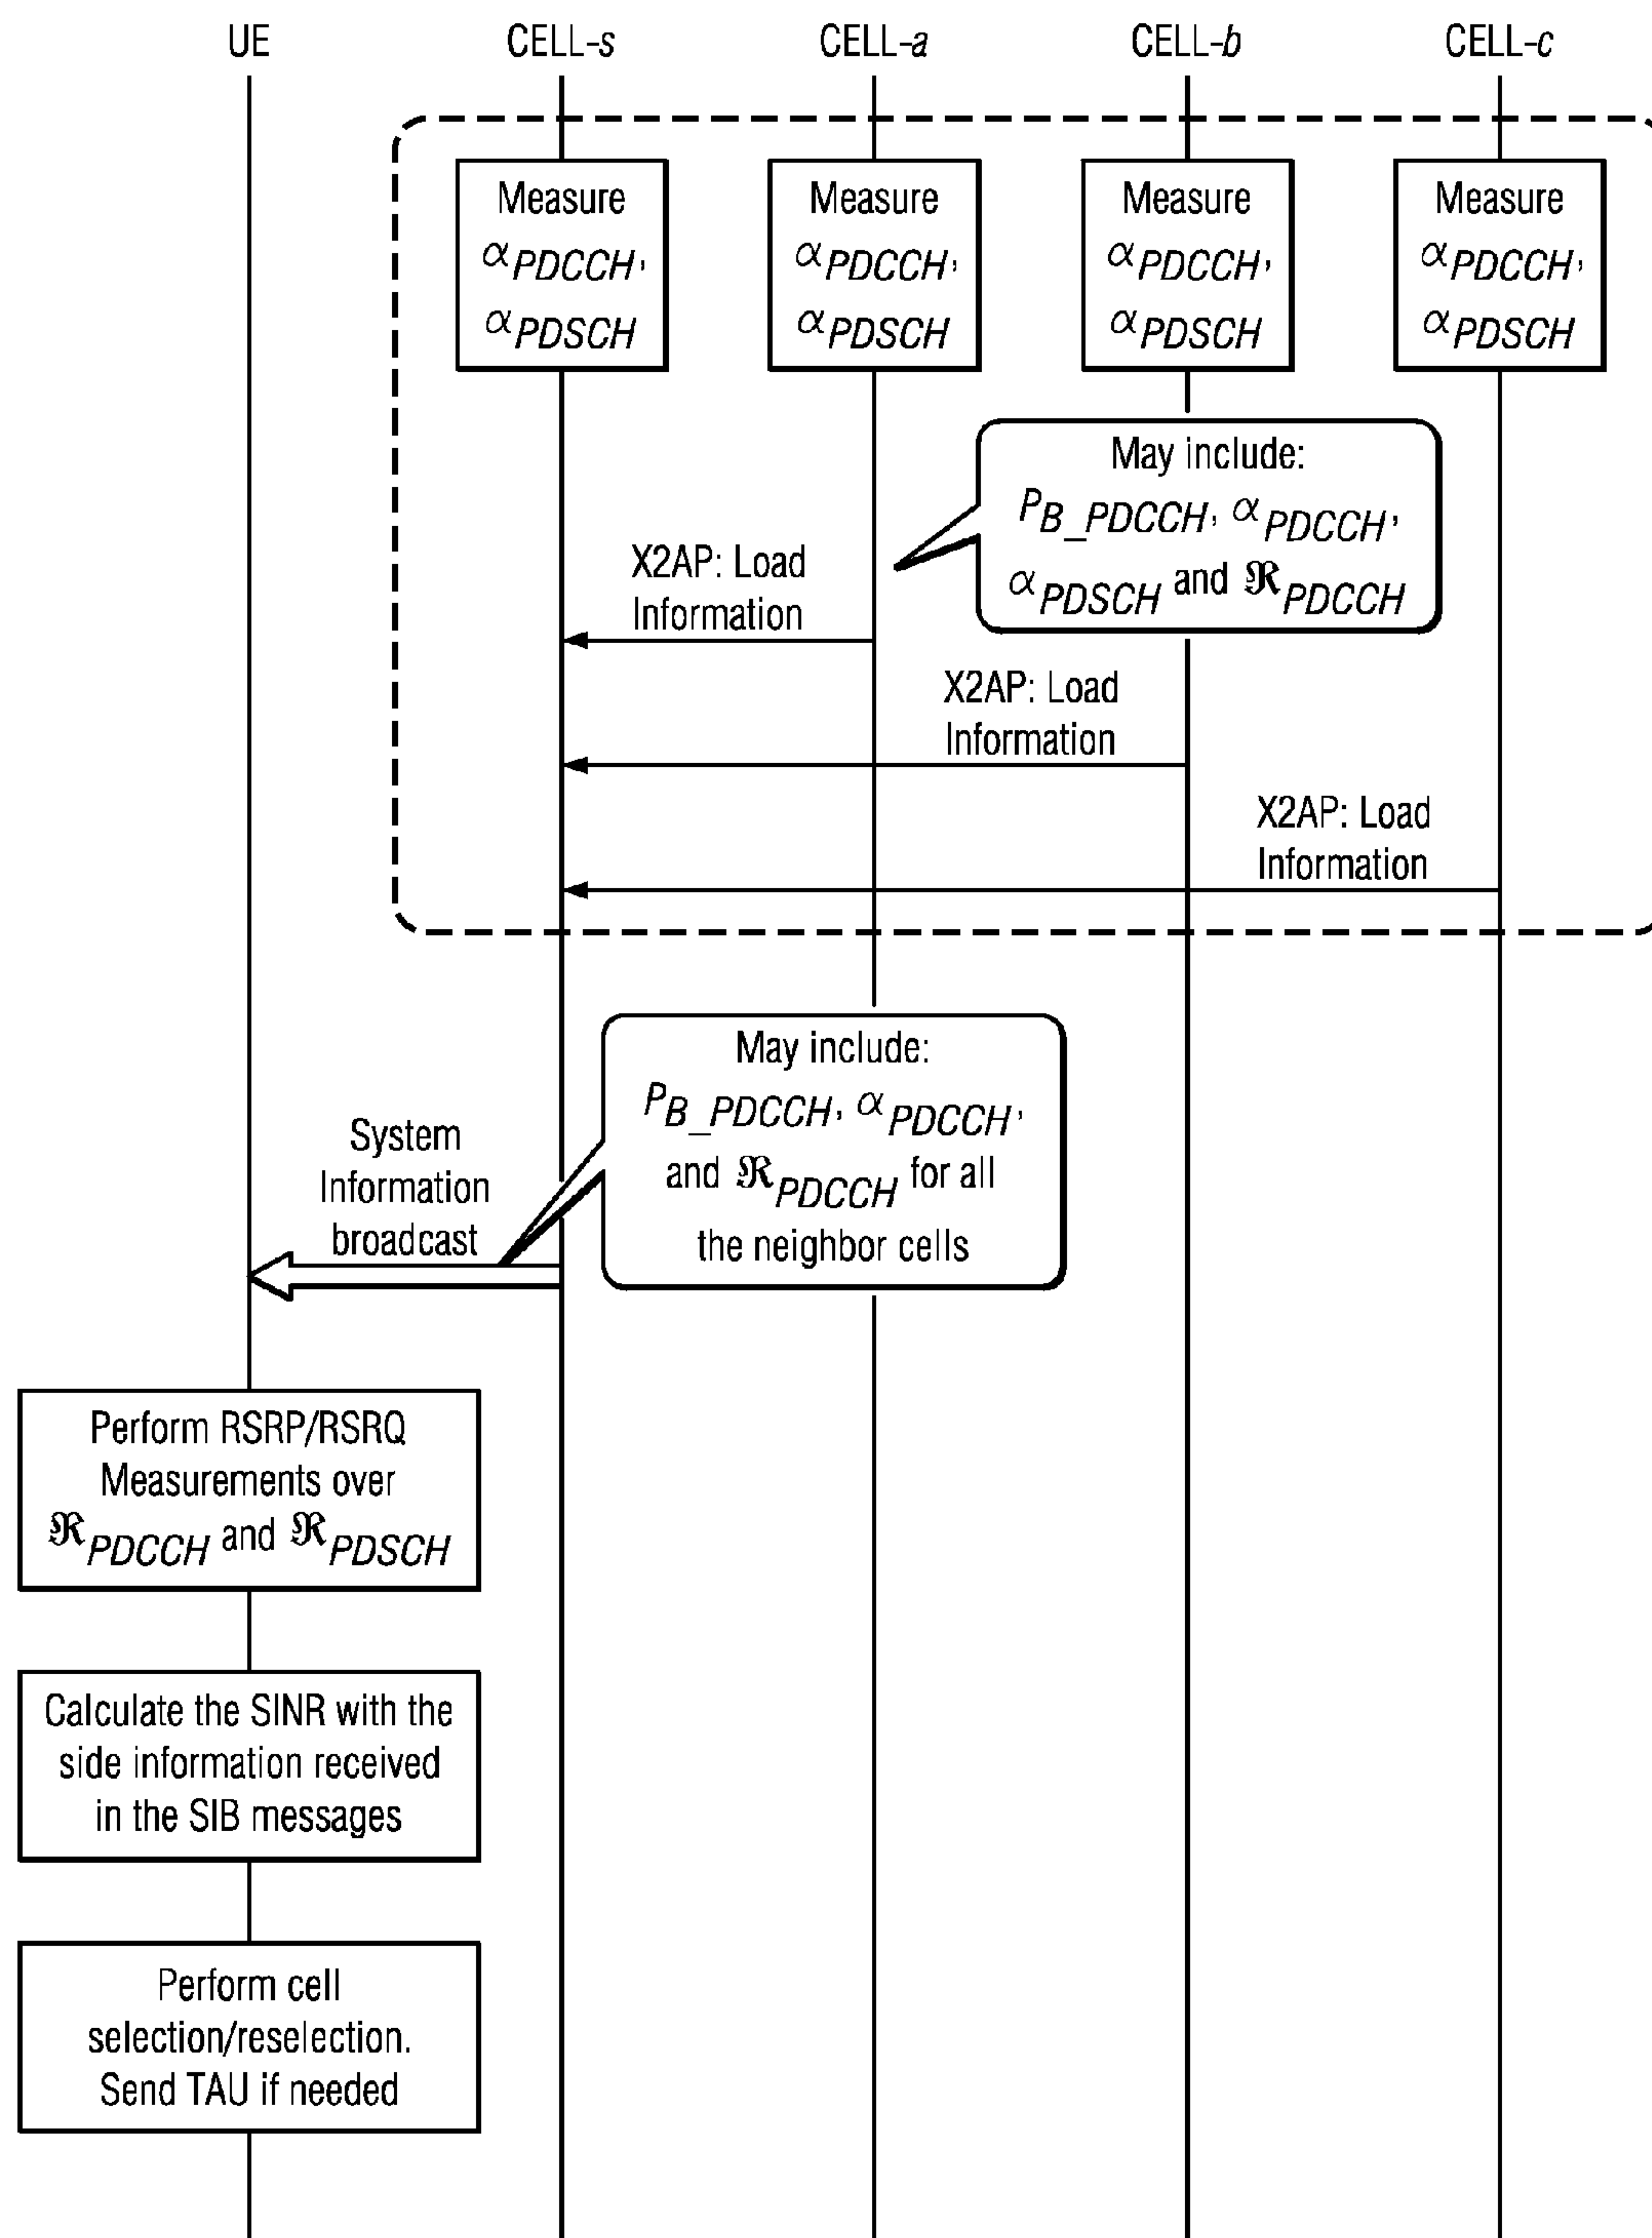 UE
CELL-s
CELL-a
CELL-b
CELL-c
Measure
αPDCCH,
αPDSCH
Measure
αPDCCH,
αPDSCH
Measure
αPDCCH,
αPDSCH
Measure
αPDCCH,
αPDSCH
May include:
PB_PDCCH, αPDCCH,
αPDSCH and ℜPDCCH
X2AP: Load
Information
X2AP: Load
Information
X2AP: Load
Information
May include:
PB_PDCCH, αPDCCH,
and ℜPDCCH for all
the neighbor cells
System
Information
broadcast
Perform RSRP/RSRQ
Measurements over
ℜPDCCH and ℜPDSCH
Calculate the SINR with the
side information received
in the SIB messages
Perform cell
selection/reselection.
Send TAU if needed